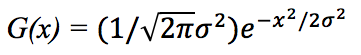 G(x) = (1/√2πσ²)e^{-x²/2σ²}